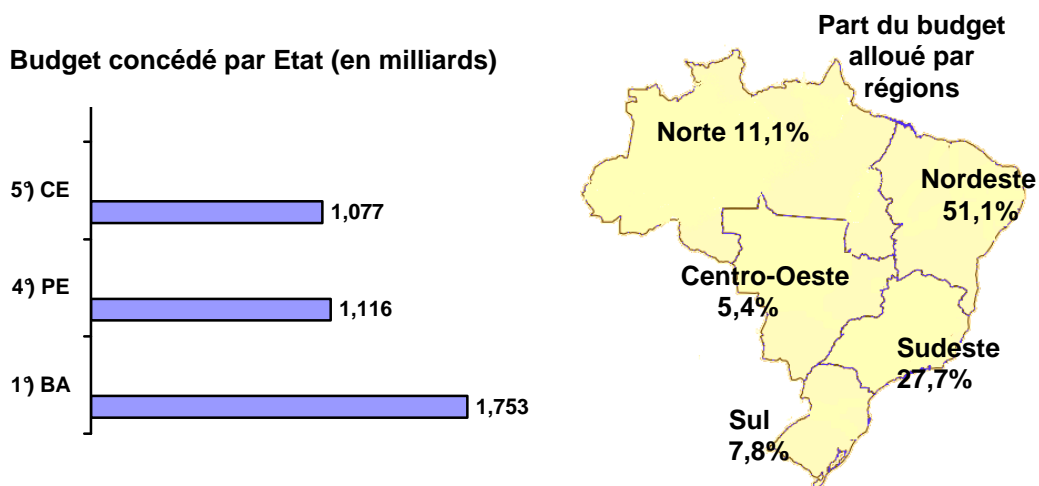 Budget concédé par Etat (en milliards)
5°) CE
1,077
4°) PE
1,116
1°) BA
1,753
Part du budget
alloué par
régions
Norte 11,1%
Nordeste
51,1%
Centro-Oeste
5,4%
Sudeste
27,7%
Sul
7,8%